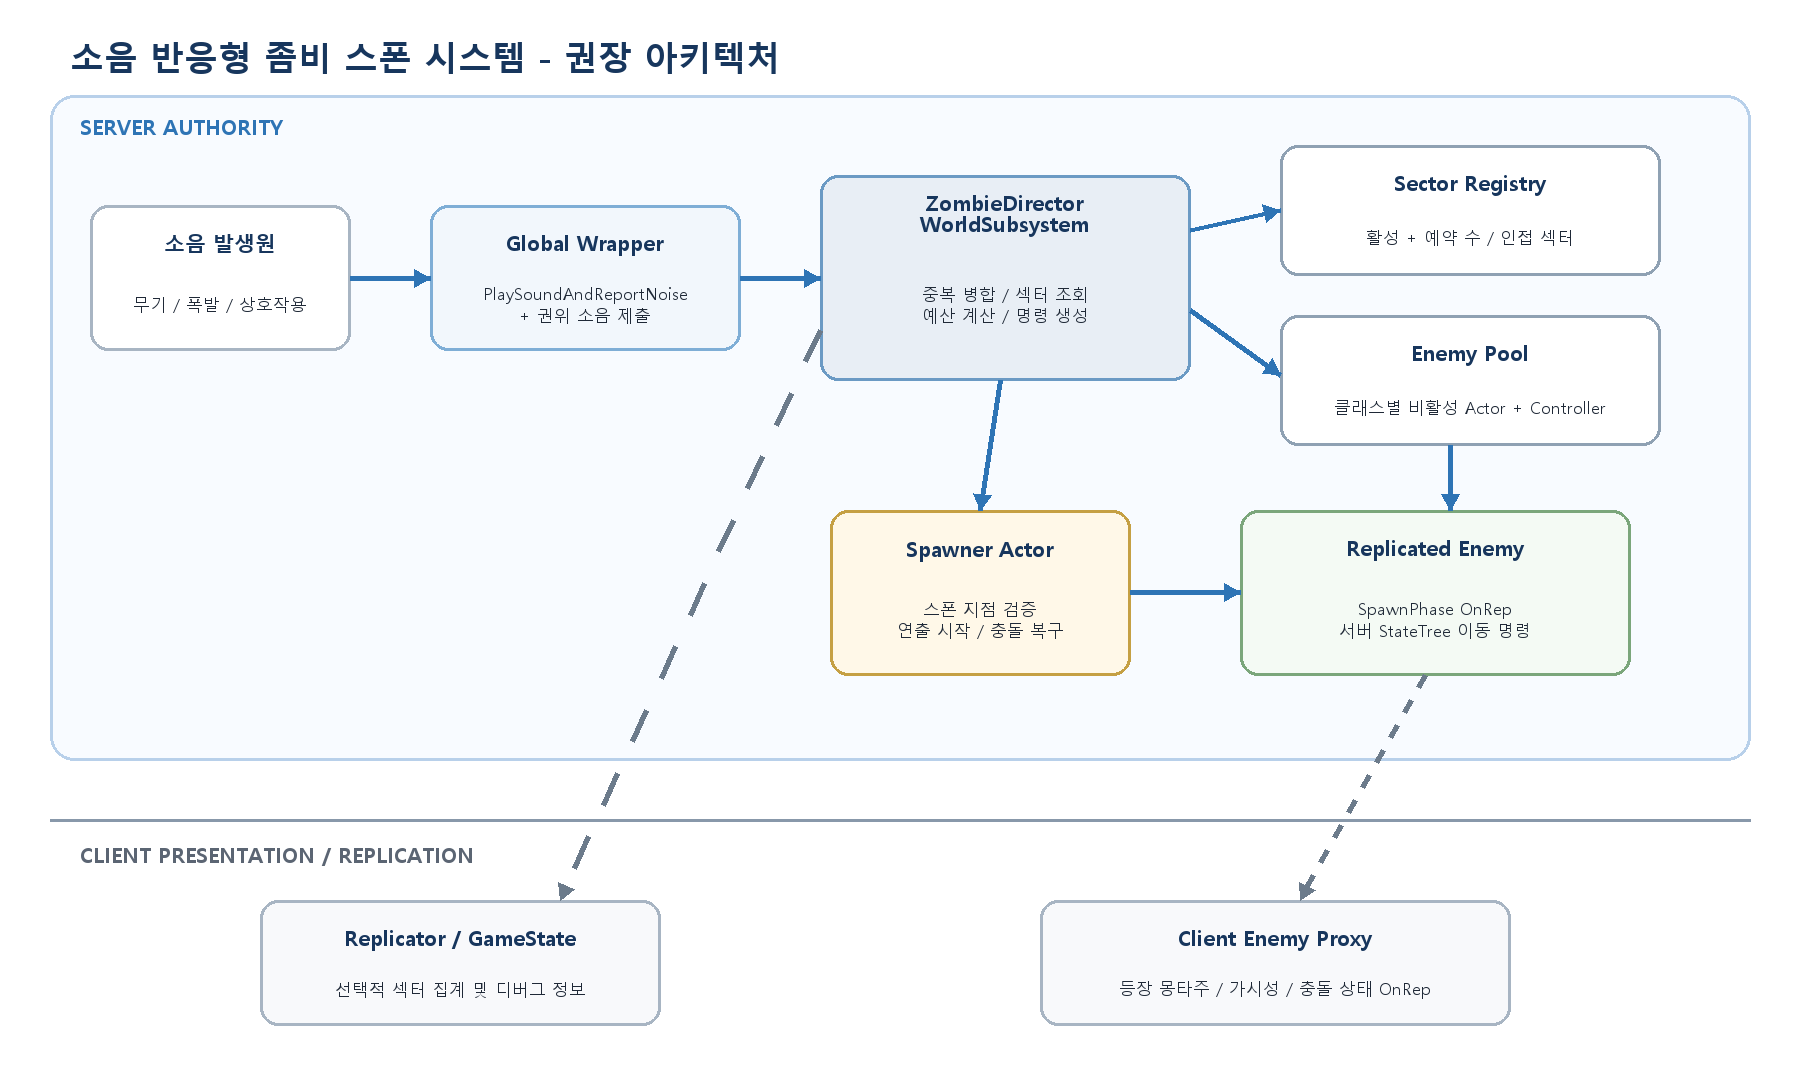 소음 반응형 좀비 스폰 시스템 - 권장 아키텍처
SERVER AUTHORITY
소음 발생원
무기 / 폭발 / 상호작용
Global Wrapper
PlaySoundAndReportNoise
+ 권위 소음 제출
ZombieDirector
WorldSubsystem
중복 병합 / 섹터 조회
예산 계산 / 명령 생성
Sector Registry
활성 + 예약 수 / 인접 섹터
Enemy Pool
클래스별 비활성 Actor + Controller
Spawner Actor
스폰 지점 검증
연출 시작 / 충돌 복구
Replicated Enemy
SpawnPhase OnRep
서버 StateTree 이동 명령
CLIENT PRESENTATION / REPLICATION
Replicator / GameState
선택적 섹터 집계 및 디버그 정보
Client Enemy Proxy
등장 몽타주 / 가시성 / 충돌 상태 OnRep